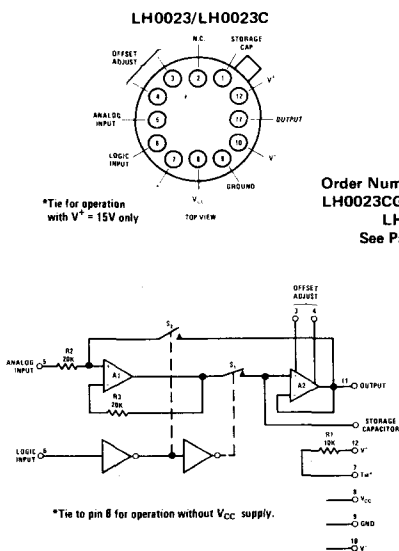 LH0023/LH0023C
N.C.
STORAGE
CAP
OFFSET
ADJUST
3
2
1
4
12
V+
ANALOG
INPUT
5
11
OUTPUT
LOGIC
INPUT
6
10
V-
7
8
9
GROUND
VCC
*Tie for operation
with V+ = 15V only
TOP VIEW
Order Num
LH0023CG
LH
See Pa
OFFSET
ADJUST
3 4
S2
S1
ANALOG
INPUT
5
R2
20K
A1
A2
11
OUTPUT
R3
20K
STORAGE
CAPACITOR
LOGIC
INPUT
6
R1
10K
12
V+
7
8
VCC
9
GND
10
V-
*Tie to pin 8 for operation without VCC supply.